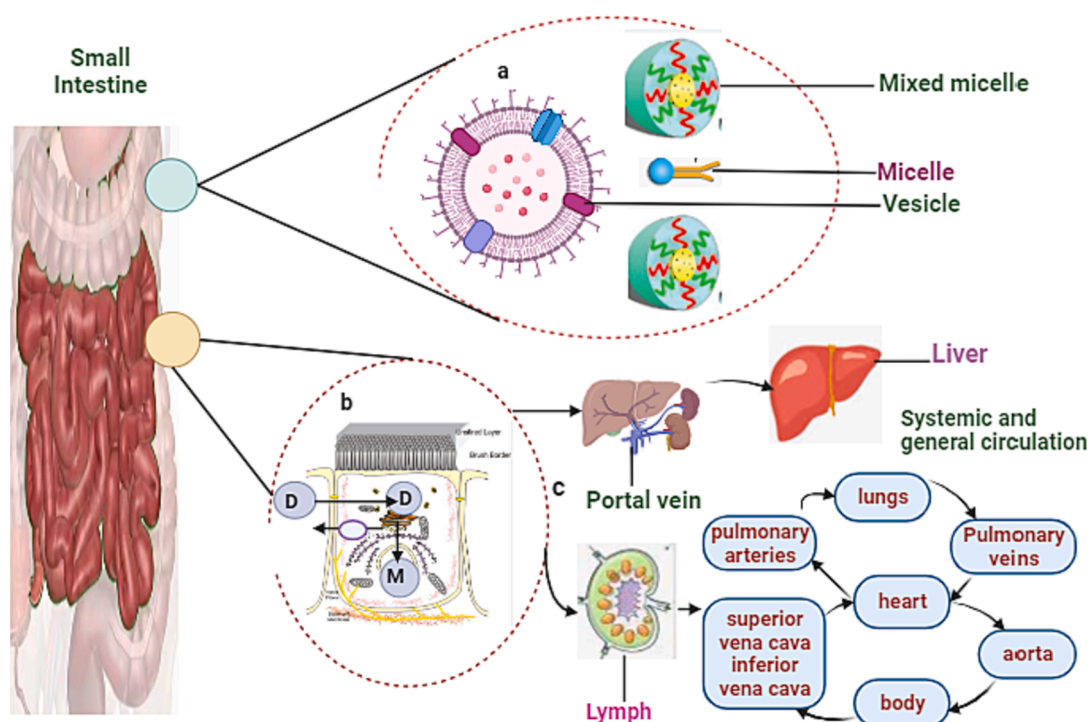 Small
Intestine
a
Mixed micelle
Micelle
Vesicle
Liver
b
Layer
Brush Border
D
D
M
Portal vein
c
Systemic and
general circulation
lungs
pulmonary
arteries
Pulmonary
veins
heart
superior
vena cava
inferior
vena cava
aorta
body
Lymph